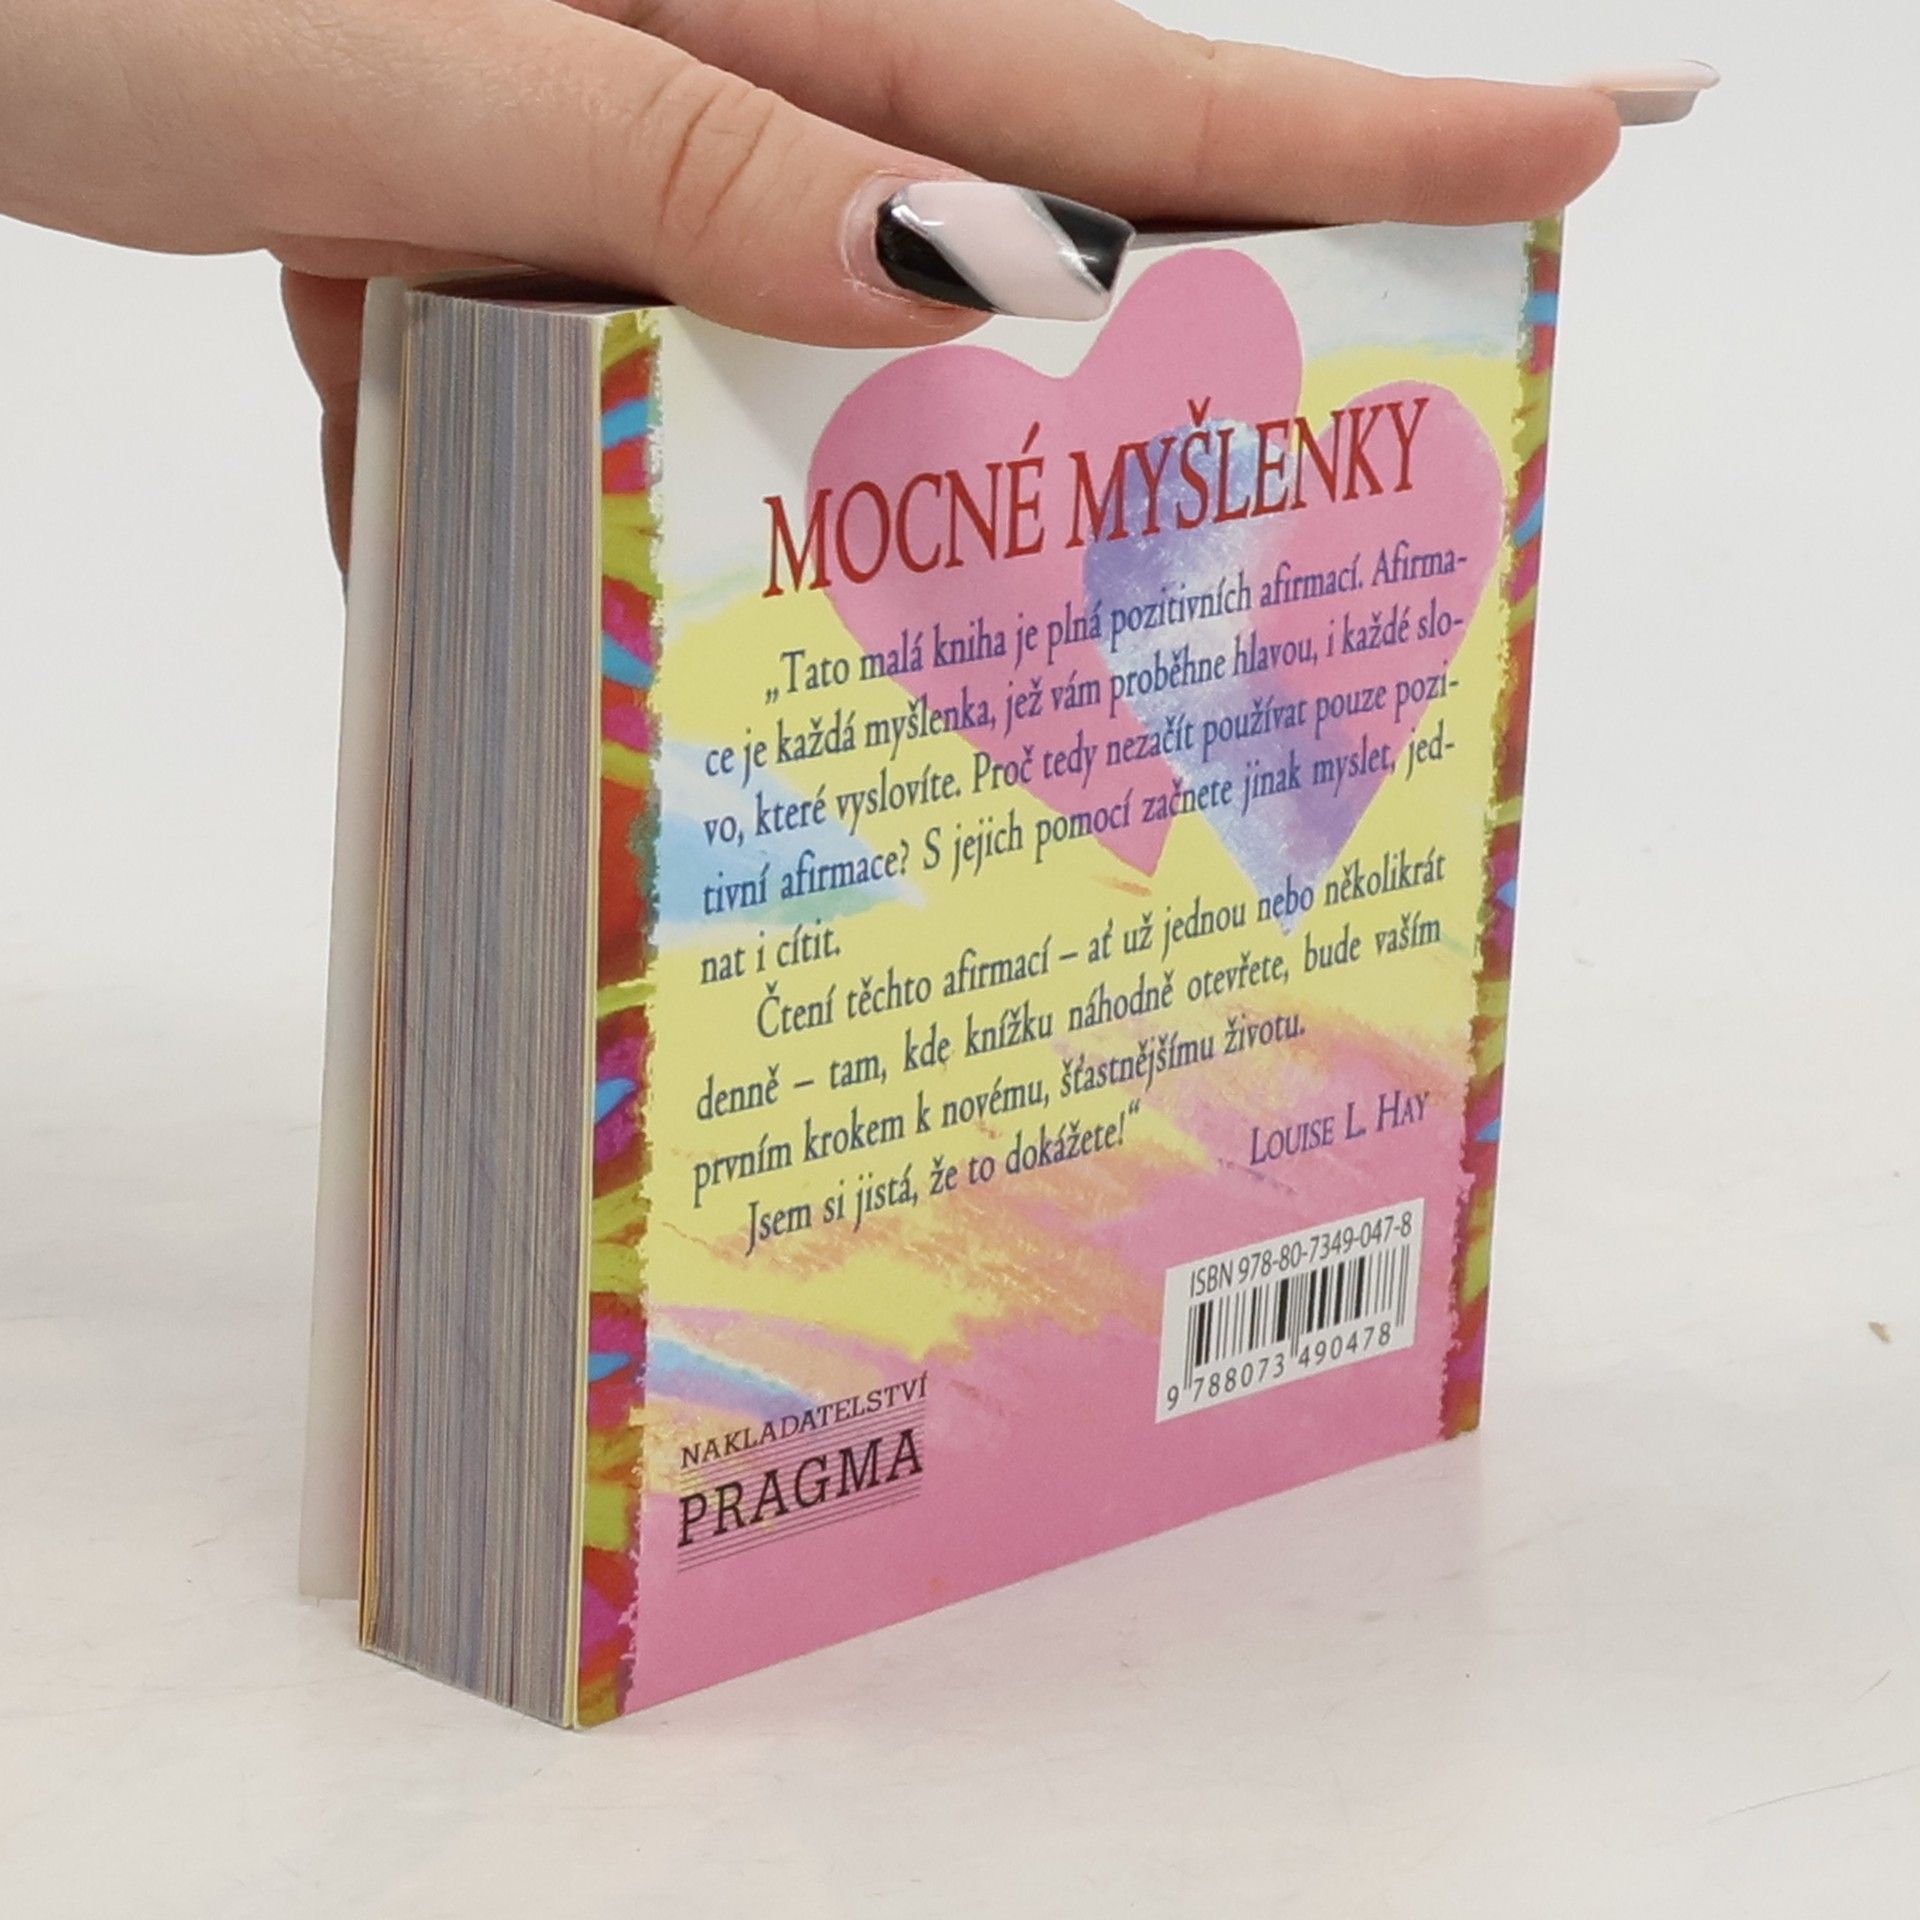 MOCNÉ MYŠLENKY
„Tato malá kniha je plná pozitivních afirmací. Afirma-
ce je každá myšlenka, jež vám proběhne hlavou, i každé slo-
vo, které vyslovíte. Proč tedy nezačít používat pouze pozi-
tivní afirmace? S jejich pomocí začnete jinak myslet, jed-
nat i cítit.
Čtení těchto afirmací – ať už jednou nebo několikrát
denně – tam, kde knížku náhodně otevřete, bude vaším
prvním krokem k novému, šťastnějšímu životu.
Jsem si jistá, že to dokážete!“
LOUISE L. HAY
ISBN 978-80-7349-047-8
9 788073 490478
NAKLADATELSTVÍ
PRAGMA